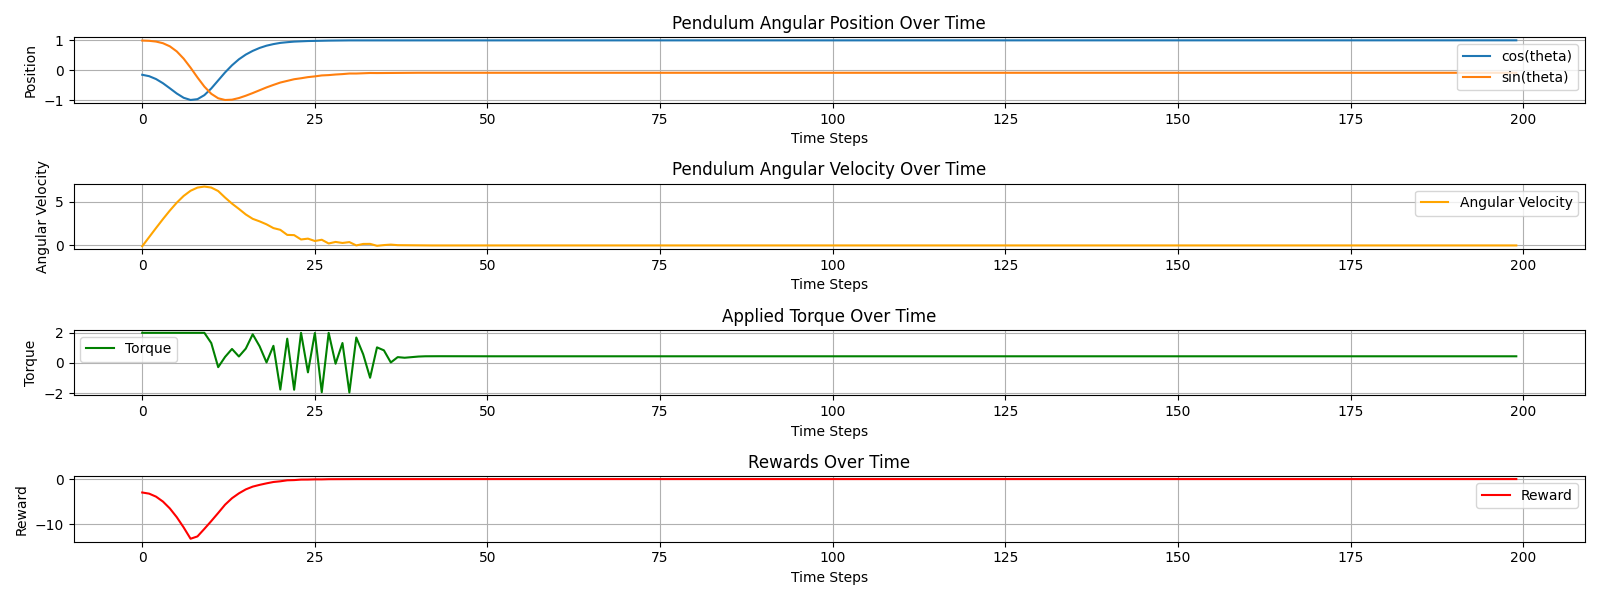 Pendulum Angular Position Over Time
Position
1
0
−1
cos(theta)
sin(theta)
0 25 50 75 100 125 150 175 200
Time Steps
Pendulum Angular Velocity Over Time
Angular Velocity
5
0
Angular Velocity
0 25 50 75 100 125 150 175 200
Time Steps
Applied Torque Over Time
Torque
2
0
−2
Torque
0 25 50 75 100 125 150 175 200
Time Steps
Rewards Over Time
Reward
0
−10
Reward
0 25 50 75 100 125 150 175 200
Time Steps